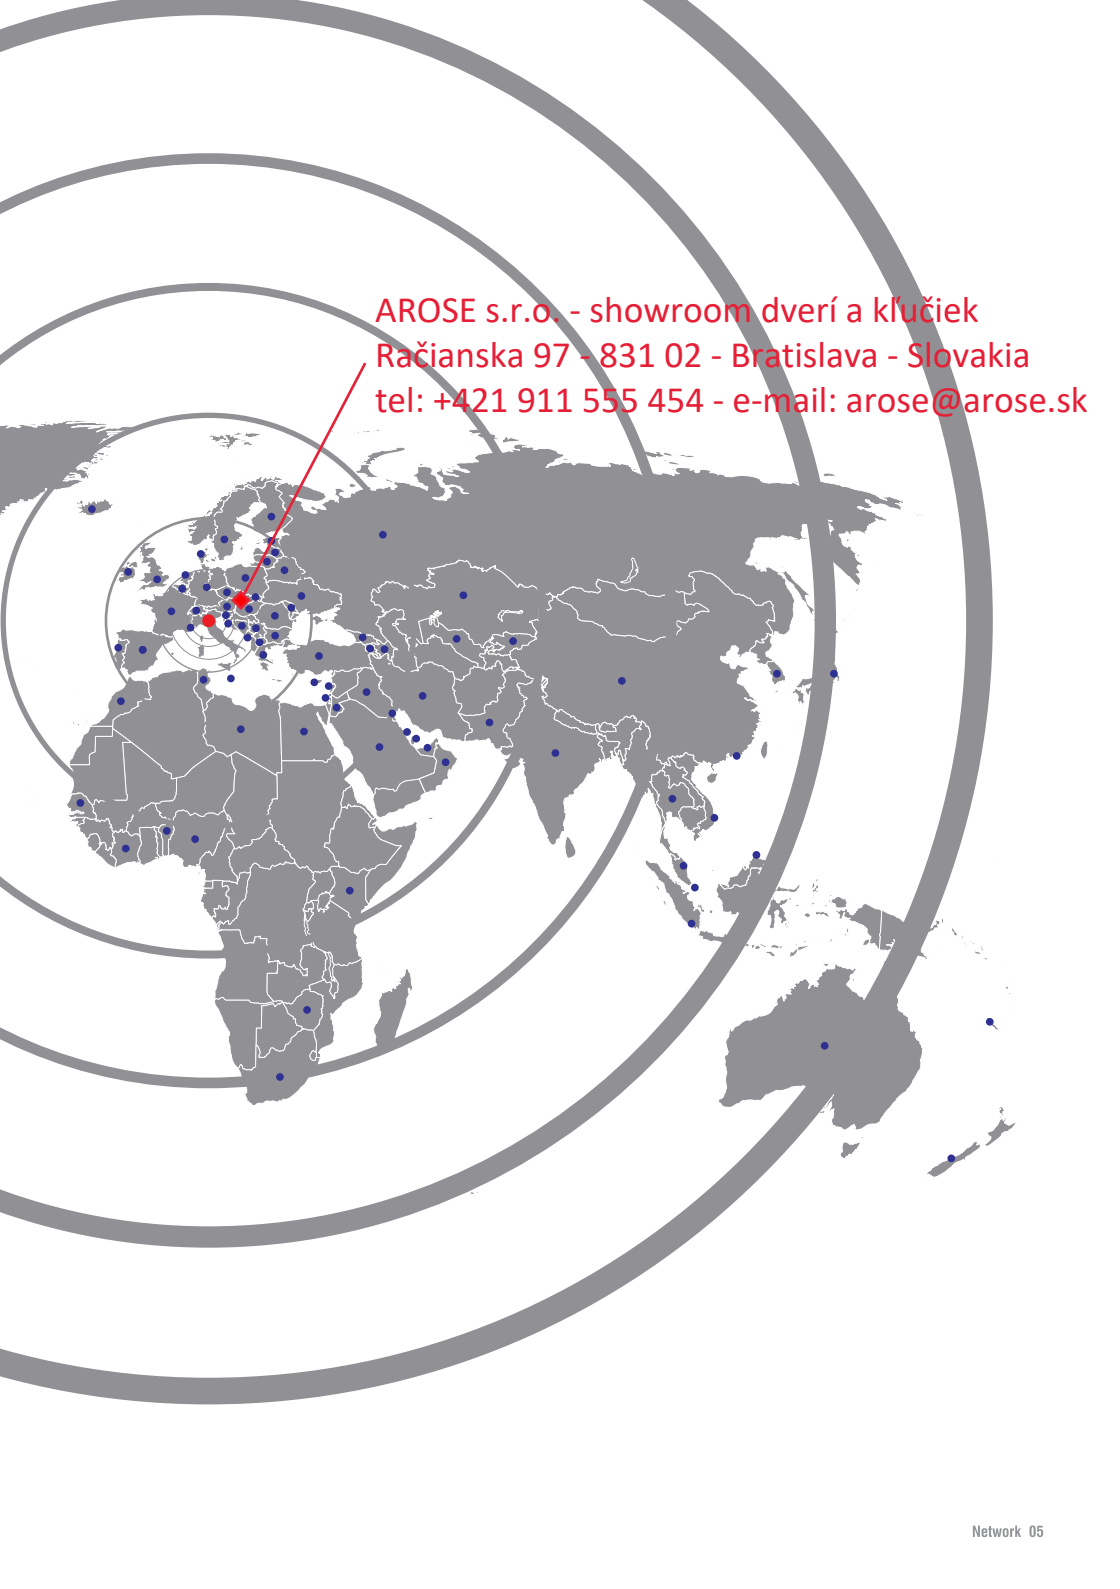 AROSE s.r.o. - showroom dverí a kľučiek
Račianska 97 - 831 02 - Bratislava - Slovakia
tel: +421 911 555 454 - e-mail: arose@arose.sk
Network 05